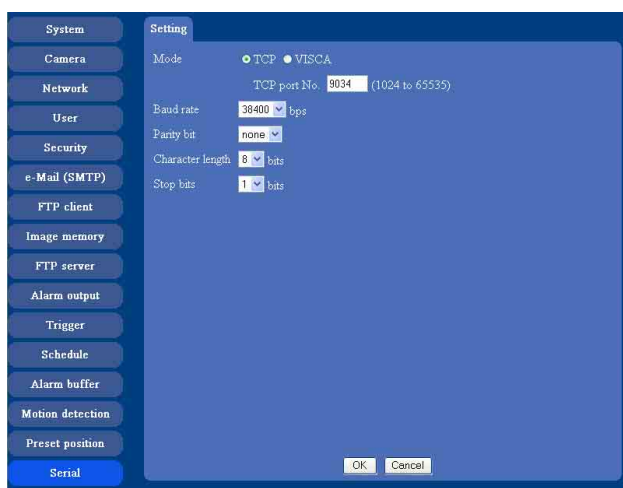 System
Camera
Network
User
Security
e-Mail (SMTP)
FTP client
Image memory
FTP server
Alarm output
Trigger
Schedule
Alarm buffer
Motion detection
Preset position
Serial
Setting
Mode TCP VISCA
TCP port No. 9034 (1024 to 65535)
Baud rate 38400 bps
Parity bit none
Character length 8 bits
Stop bits 1 bits
OK Cancel